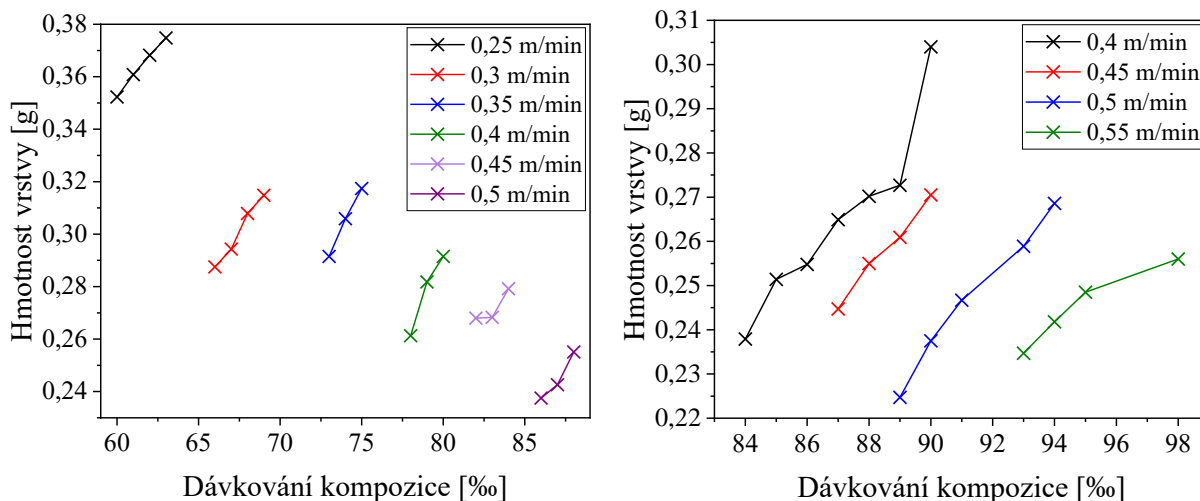 0,38
0,36
0,34
0,32
0,30
0,28
0,26
0,24
Hmotnost vrstvy [g]
0,25 m/min
0,3 m/min
0,35 m/min
0,4 m/min
0,45 m/min
0,5 m/min
60 65 70 75 80 85
Dávkování kompozice [‰]
0,31
0,30
0,29
0,28
0,27
0,26
0,25
0,24
0,23
0,22
Hmotnost vrstvy [g]
0,4 m/min
0,45 m/min
0,5 m/min
0,55 m/min
84 86 88 90 92 94 96 98
Dávkování kompozice [‰]